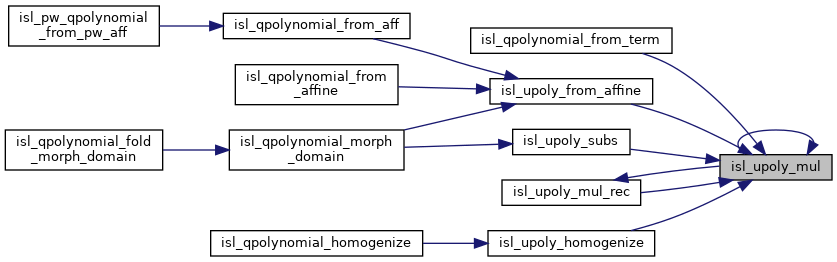 isl_pw_qpolynomial
_from_pw_aff
isl_qpolynomial_from_aff
isl_qpolynomial_from_term
isl_qpolynomial_from
_affine
isl_upoly_from_affine
isl_qpolynomial_fold
_morph_domain
isl_qpolynomial_morph
_domain
isl_upoly_subs
isl_upoly_mul
isl_upoly_mul_rec
isl_qpolynomial_homogenize
isl_upoly_homogenize